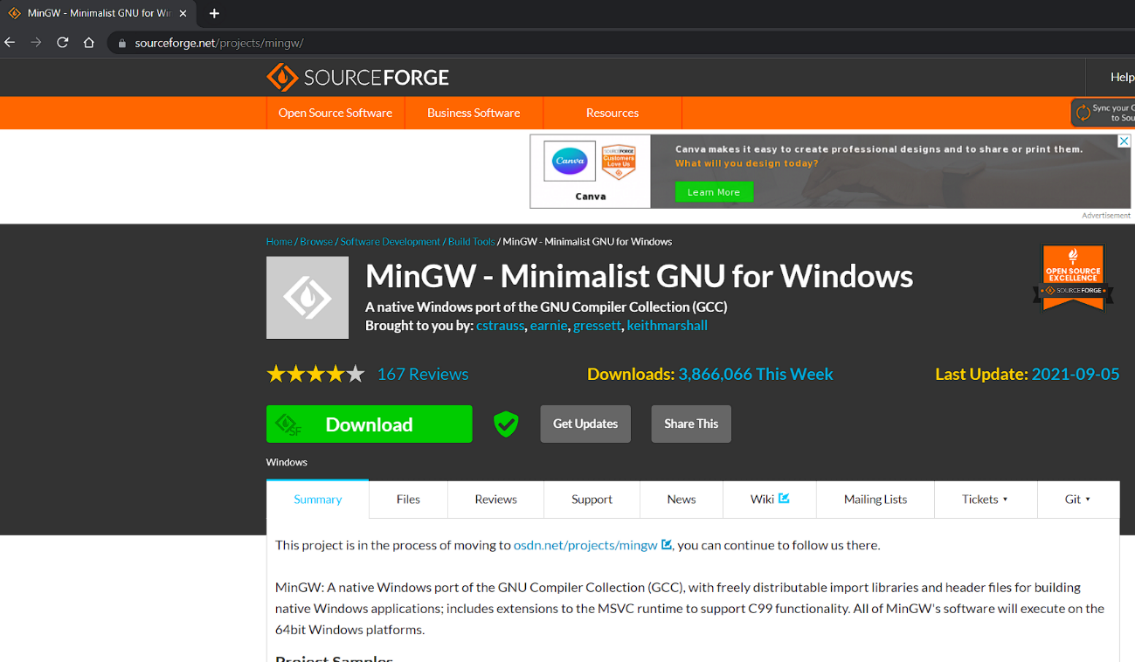 MinGW - Minimalist GNU for Wi
sourceforge.net/projects/mingw/
SOURCEFORGE
Help
Open Source Software Business Software Resources
Sync your G
to Sou
Canva
SOURCEFORGE
Customers
Love Us
Canva
Canva makes it easy to create professional designs and to share or print them.
What will you design today?
Learn More
Advertisement
Home / Browse / Software Development / Build Tools / MinGW - Minimalist GNU for Windows
MinGW - Minimalist GNU for Windows
A native Windows port of the GNU Compiler Collection (GCC)
Brought to you by: cstrauss, earnie, gressett, keithmarshall
OPEN SOURCE
EXCELLENCE
SOURCEFORGE
167 Reviews Downloads: 3,866,066 This Week Last Update: 2021-09-05
SF Download Get Updates Share This
Windows
Summary Files Reviews Support News Wiki Mailing Lists Tickets Git
This project is in the process of moving to osdn.net/projects/mingw , you can continue to follow us there.
MinGW: A native Windows port of the GNU Compiler Collection (GCC), with freely distributable import libraries and header files for building
native Windows applications; includes extensions to the MSVC runtime to support C99 functionality. All of MinGW's software will execute on the
64bit Windows platforms.
Project Samples